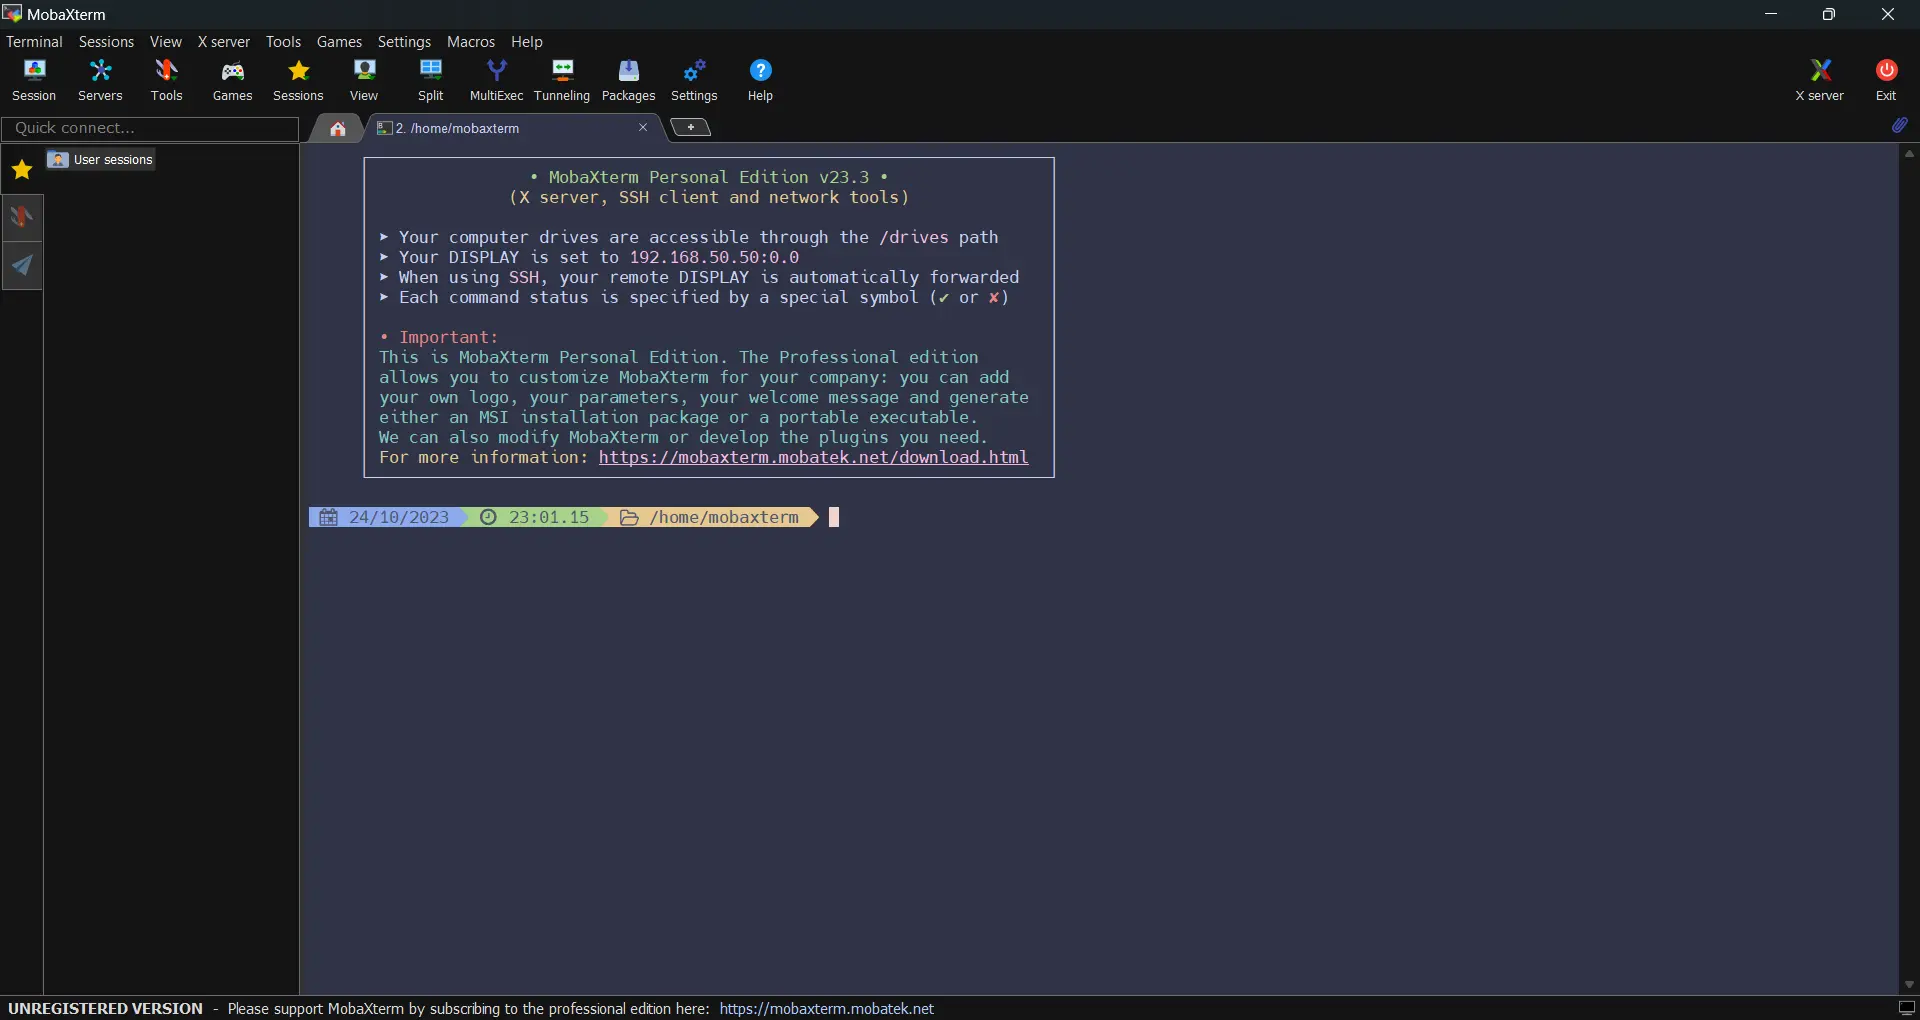 MobaXterm
Terminal Sessions View X server Tools Games Settings Macros Help
Session Servers Tools Games Sessions View Split MultiExec Tunneling Packages Settings Help X server Exit
Quick connect...
2. /home/mobaxterm
User sessions
• MobaXterm Personal Edition v23.3 •
(X server, SSH client and network tools)
➤ Your computer drives are accessible through the /drives path
➤ Your DISPLAY is set to 192.168.50.50:0.0
➤ When using SSH, your remote DISPLAY is automatically forwarded
➤ Each command status is specified by a special symbol (✔ or ✘)
• Important:
This is MobaXterm Personal Edition. The Professional edition
allows you to customize MobaXterm for your company: you can add
your own logo, your parameters, your welcome message and generate
either an MSI installation package or a portable executable.
We can also modify MobaXterm or develop the plugins you need.
For more information: https://mobaxterm.mobatek.net/download.html
24/10/2023 23:01.15 /home/mobaxterm
UNREGISTERED VERSION - Please support MobaXterm by subscribing to the professional edition here: https://mobaxterm.mobatek.net